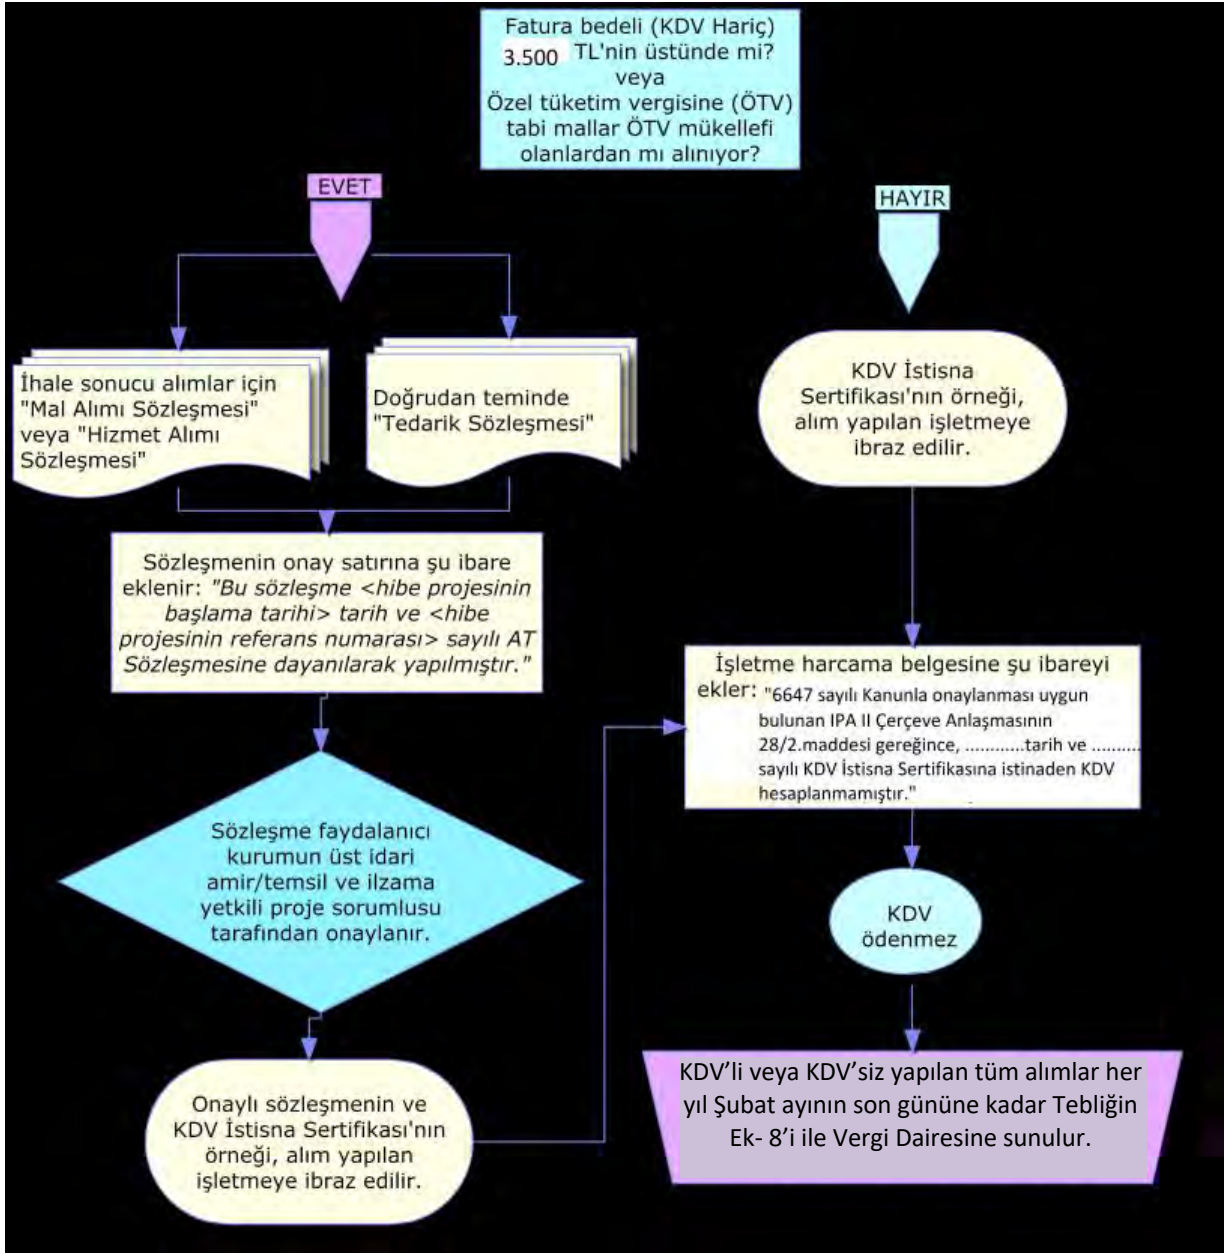 Fatura bedeli (KDV Hariç)
3.500 TL'nin üstünde mi?
veya
Özel tüketim vergisine (ÖTV)
tabi mallar ÖTV mükellefi
olanlardan mı alınıyor?
EVET
HAYIR
İhale sonucu alımlar için
"Mal Alımı Sözleşmesi"
veya "Hizmet Alımı
Sözleşmesi"
Doğrudan teminde
"Tedarik Sözleşmesi"
KDV İstisna
Sertifikası'nın örneği,
alım yapılan işletmeye
ibraz edilir.
Sözleşmenin onay satırına şu ibare
eklenir: "Bu sözleşme <hibe projesinin
başlama tarihi> tarih ve <hibe
projesinin referans numarası> sayılı AT
Sözleşmesine dayanılarak yapılmıştır."
İşletme harcama belgesine şu ibareyi
ekler: "6647 sayılı Kanunla onaylanması uygun
bulunan IPA II Çerçeve Anlaşmasının
28/2.maddesi gereğince, ............tarih ve ..........
sayılı KDV İstisna Sertifikasına istinaden KDV
hesaplanmamıştır."
Sözleşme faydalanıcı
kurumun üst idari
amir/temsil ve ilzama
yetkili proje sorumlusu
tarafından onaylanır.
KDV
ödenmez
Onaylı sözleşmenin ve
KDV İstisna Sertifikası'nın
örneği, alım yapılan
işletmeye ibraz edilir.
KDV’li veya KDV’siz yapılan tüm alımlar her
yıl Şubat ayının son gününe kadar Tebliğin
Ek- 8’i ile Vergi Dairesine sunulur.